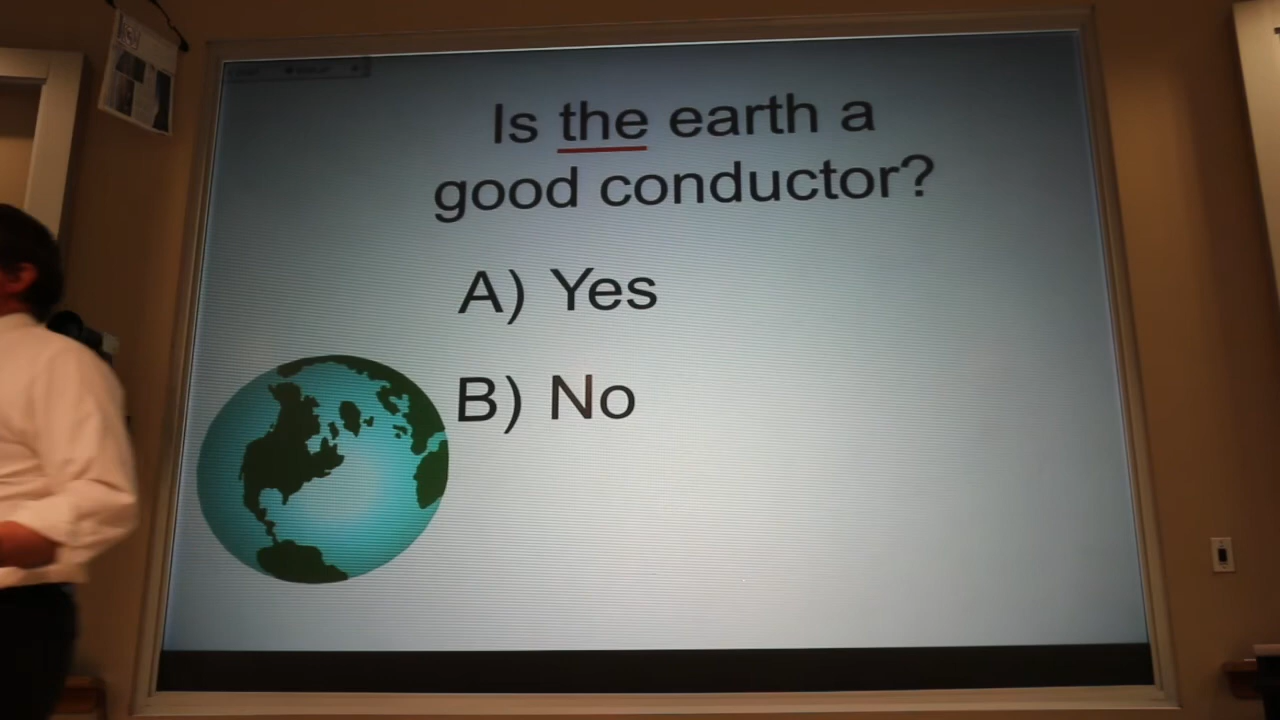 Is the earth a
good conductor?
A) Yes
B) No